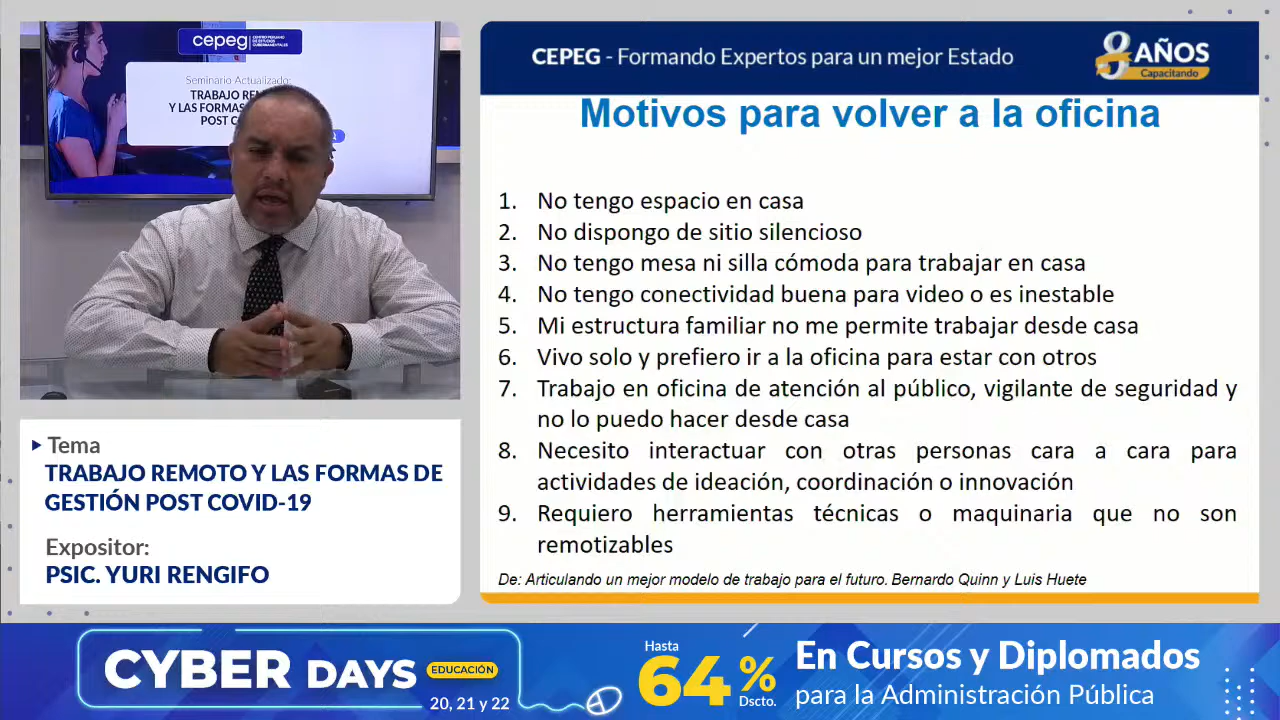 cepeg CENTRO PERUANO DE ESTUDIOS GUBERNAMENTALES
Seminario Actualizado:
TRABAJO
Y LAS FORMAS
POST
Tema
TRABAJO REMOTO Y LAS FORMAS DE
GESTIÓN POST COVID-19
Expositor:
PSIC. YURI RENGIFO
CEPEG - Formando Expertos para un mejor Estado
8 AÑOS
Capacitando
Motivos para volver a la oficina
1. No tengo espacio en casa
2. No dispongo de sitio silencioso
3. No tengo mesa ni silla cómoda para trabajar en casa
4. No tengo conectividad buena para video o es inestable
5. Mi estructura familiar no me permite trabajar desde casa
6. Vivo solo y prefiero ir a la oficina para estar con otros
7. Trabajo en oficina de atención al público, vigilante de seguridad y
no lo puedo hacer desde casa
8. Necesito interactuar con otras personas cara a cara para
actividades de ideación, coordinación o innovación
9. Requiero herramientas técnicas o maquinaria que no son
remotizables
De: Articulando un mejor modelo de trabajo para el futuro. Bernardo Quinn y Luis Huete
CYBER DAYS EDUCACIÓN
20, 21 y 22
Hasta
64% Dscto.
En Cursos y Diplomados
para la Administración Pública